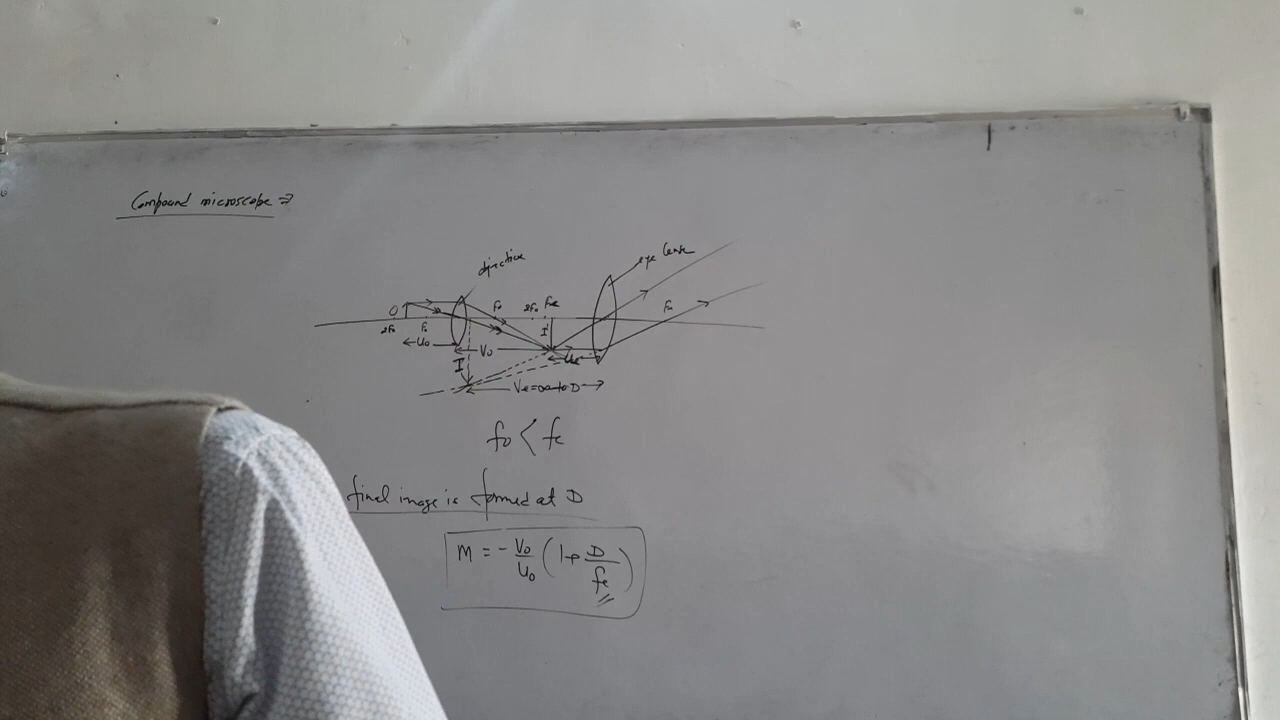 Compound microscope ⇒
objective
eye lens
O
2Fo
Fo
Fo
2Fo
Fe
Fe
I'
Uo
Vo
Ue
I
Ve = ∞ to D
fo < fe
final image is formed at D
M = - Vo/Uo (1 + D/fe)